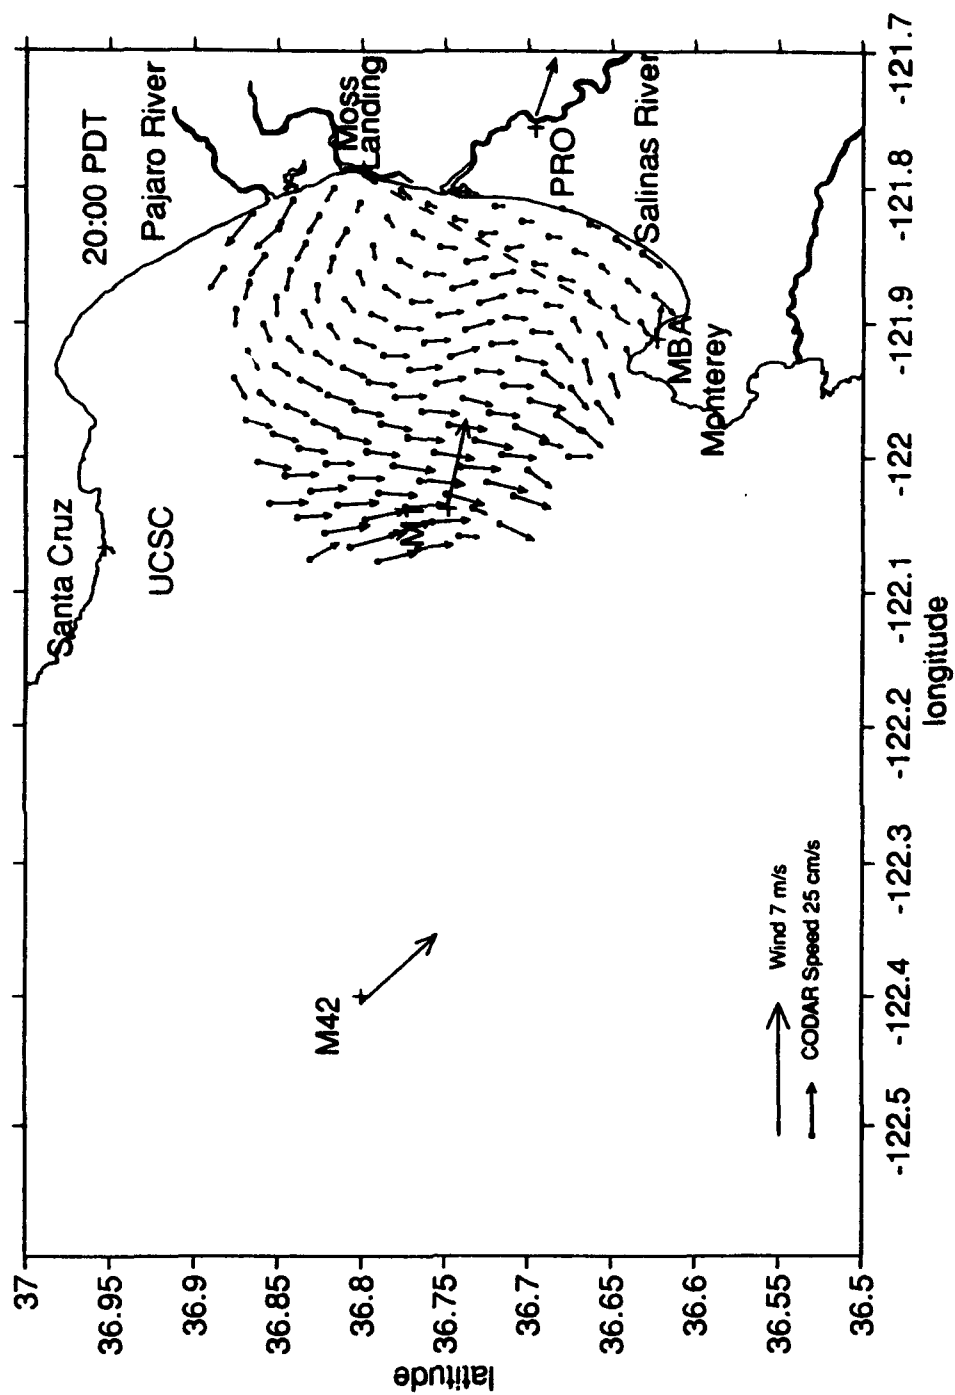 20:00 PDT
Santa Cruz
UCSC
Pajaro River
Moss
Landing
PRO
Salinas River
MBA
Monterey
M42
Wind 7 m/s
CODAR Speed 25 cm/s
latitude
37
36.95
36.9
36.85
36.8
36.75
36.7
36.65
36.6
36.55
36.5
-122.5
-122.4
-122.3
-122.2
-122.1
-122
-121.9
-121.8
-121.7
longitude